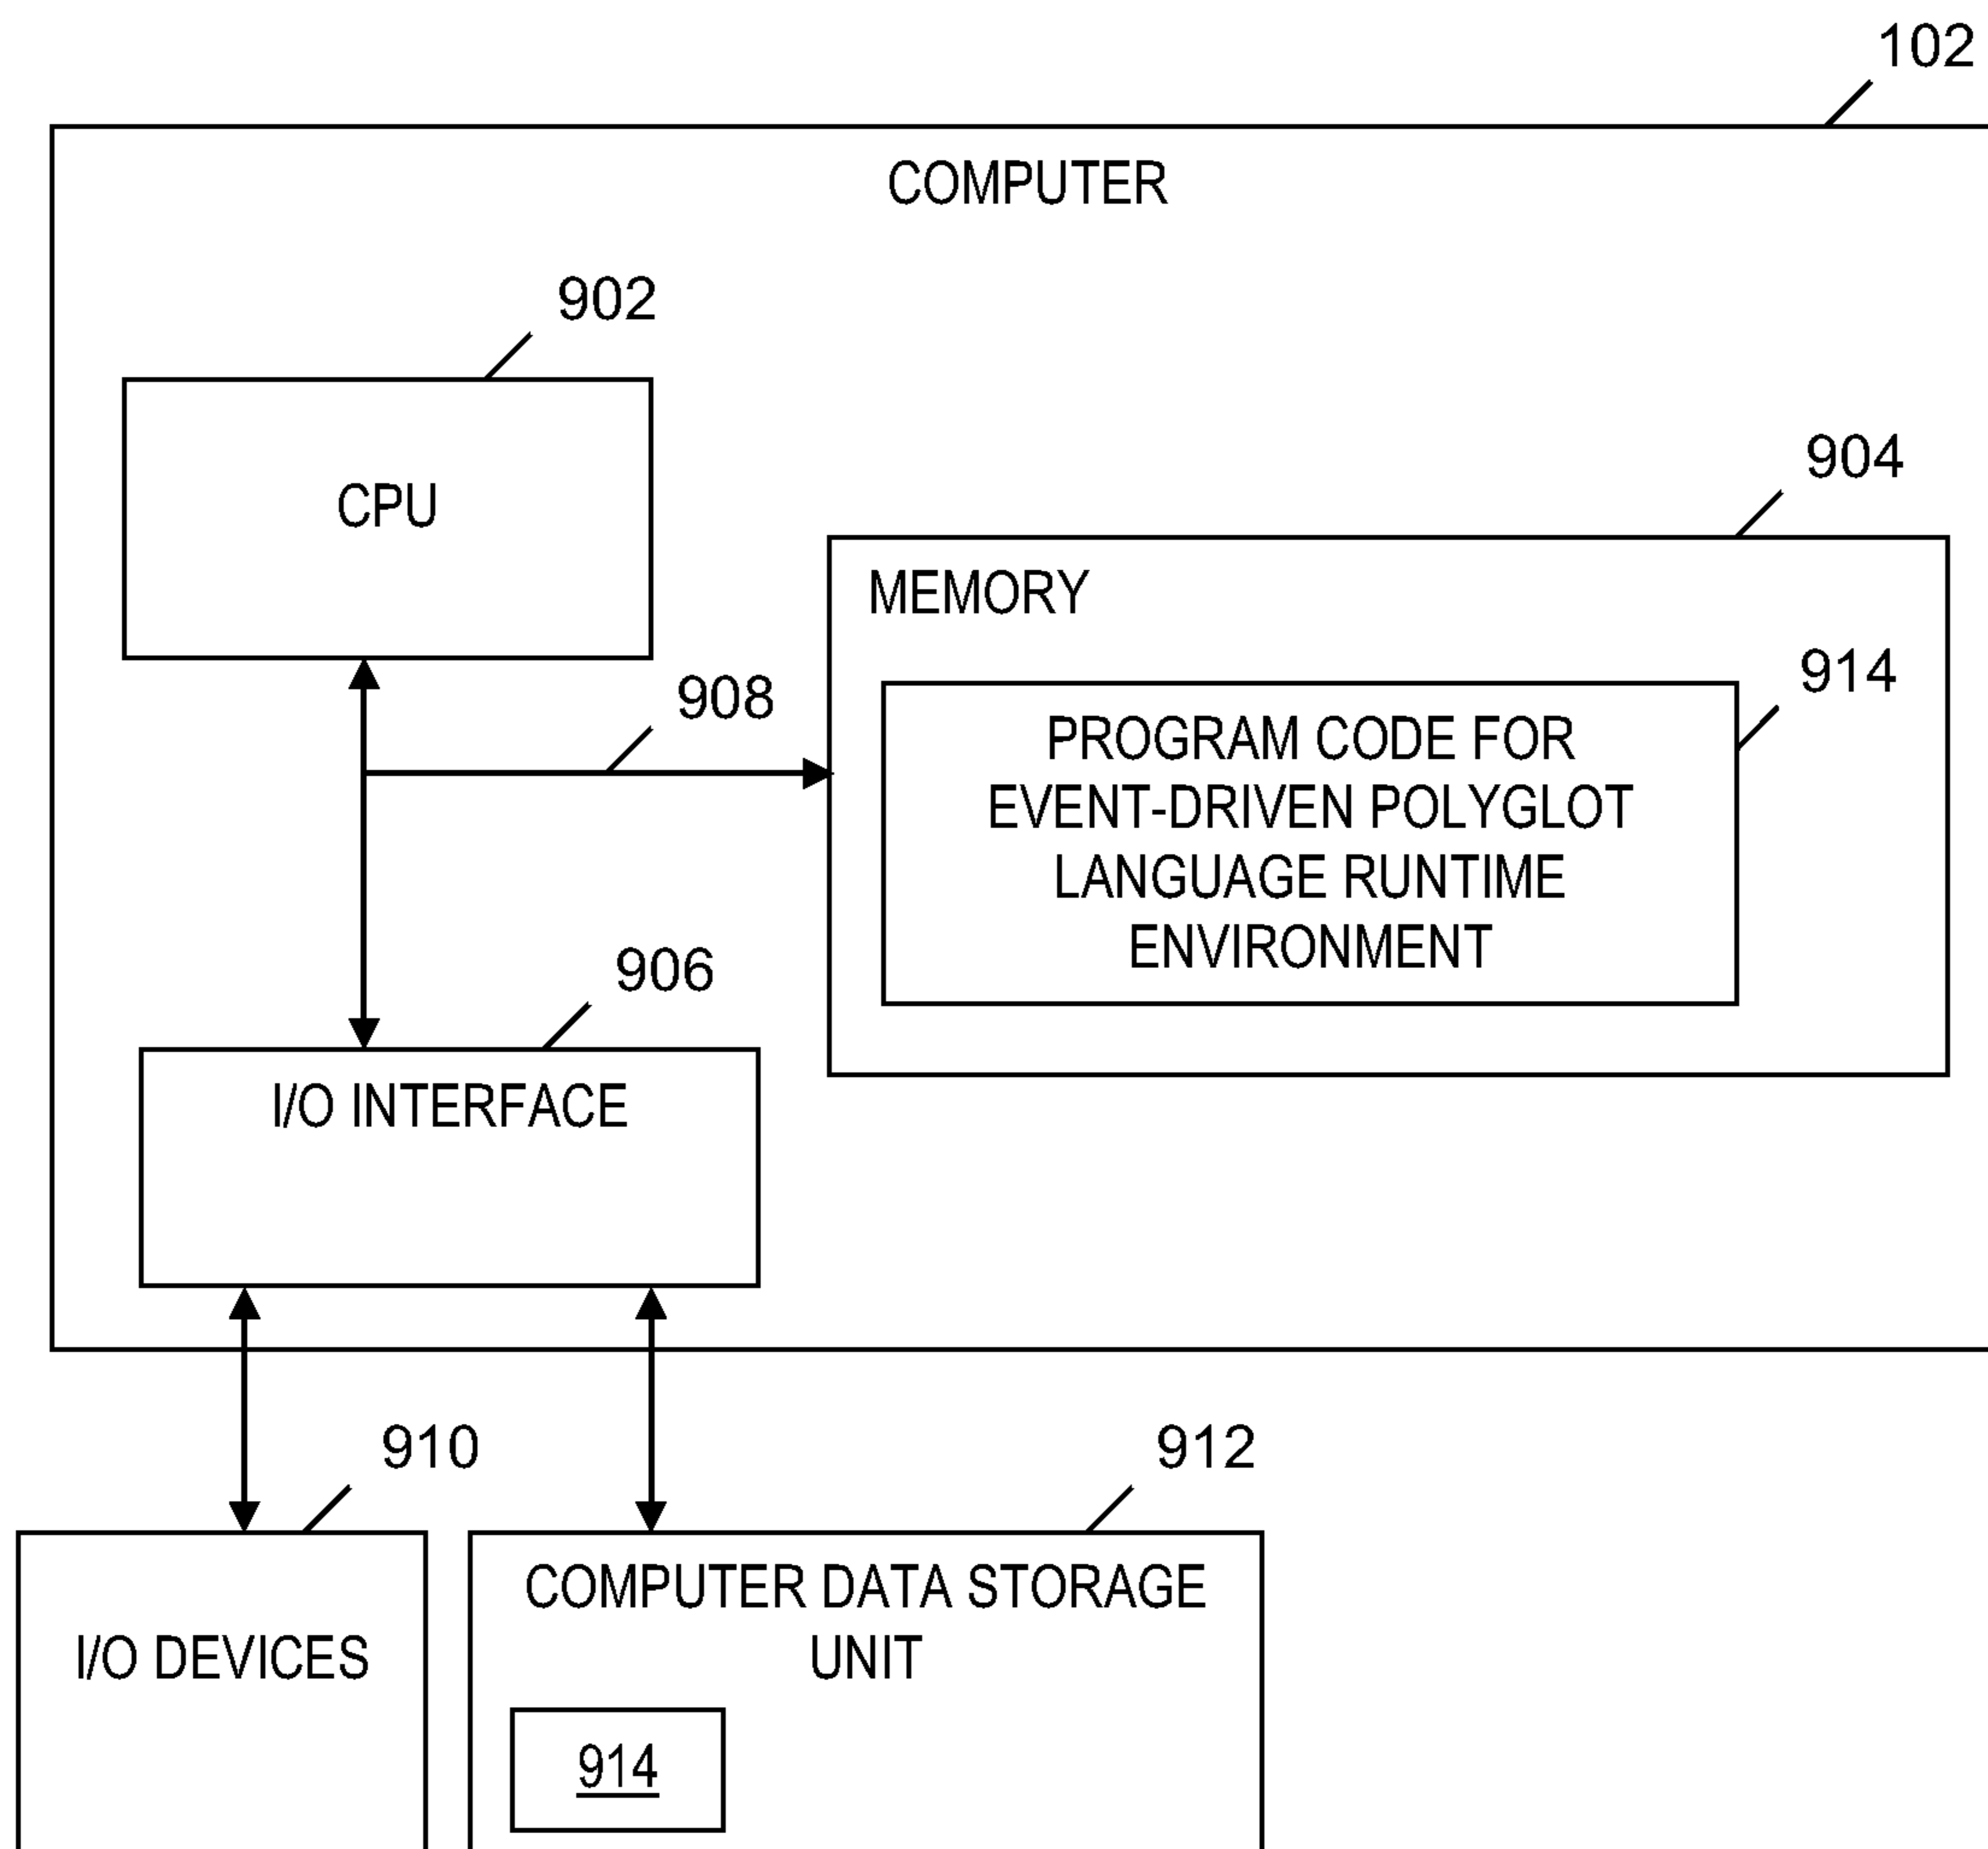 102
COMPUTER
902
CPU
904
MEMORY
908
914
PROGRAM CODE FOR
EVENT-DRIVEN POLYGLOT
LANGUAGE RUNTIME
ENVIRONMENT
906
I/O INTERFACE
910
912
I/O DEVICES
COMPUTER DATA STORAGE
UNIT
914